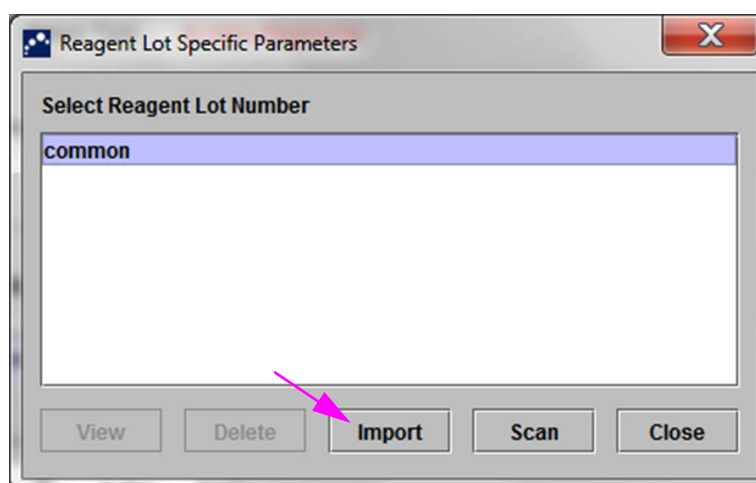 Reagent Lot Specific Parameters
Select Reagent Lot Number
common
View Delete Import Scan Close